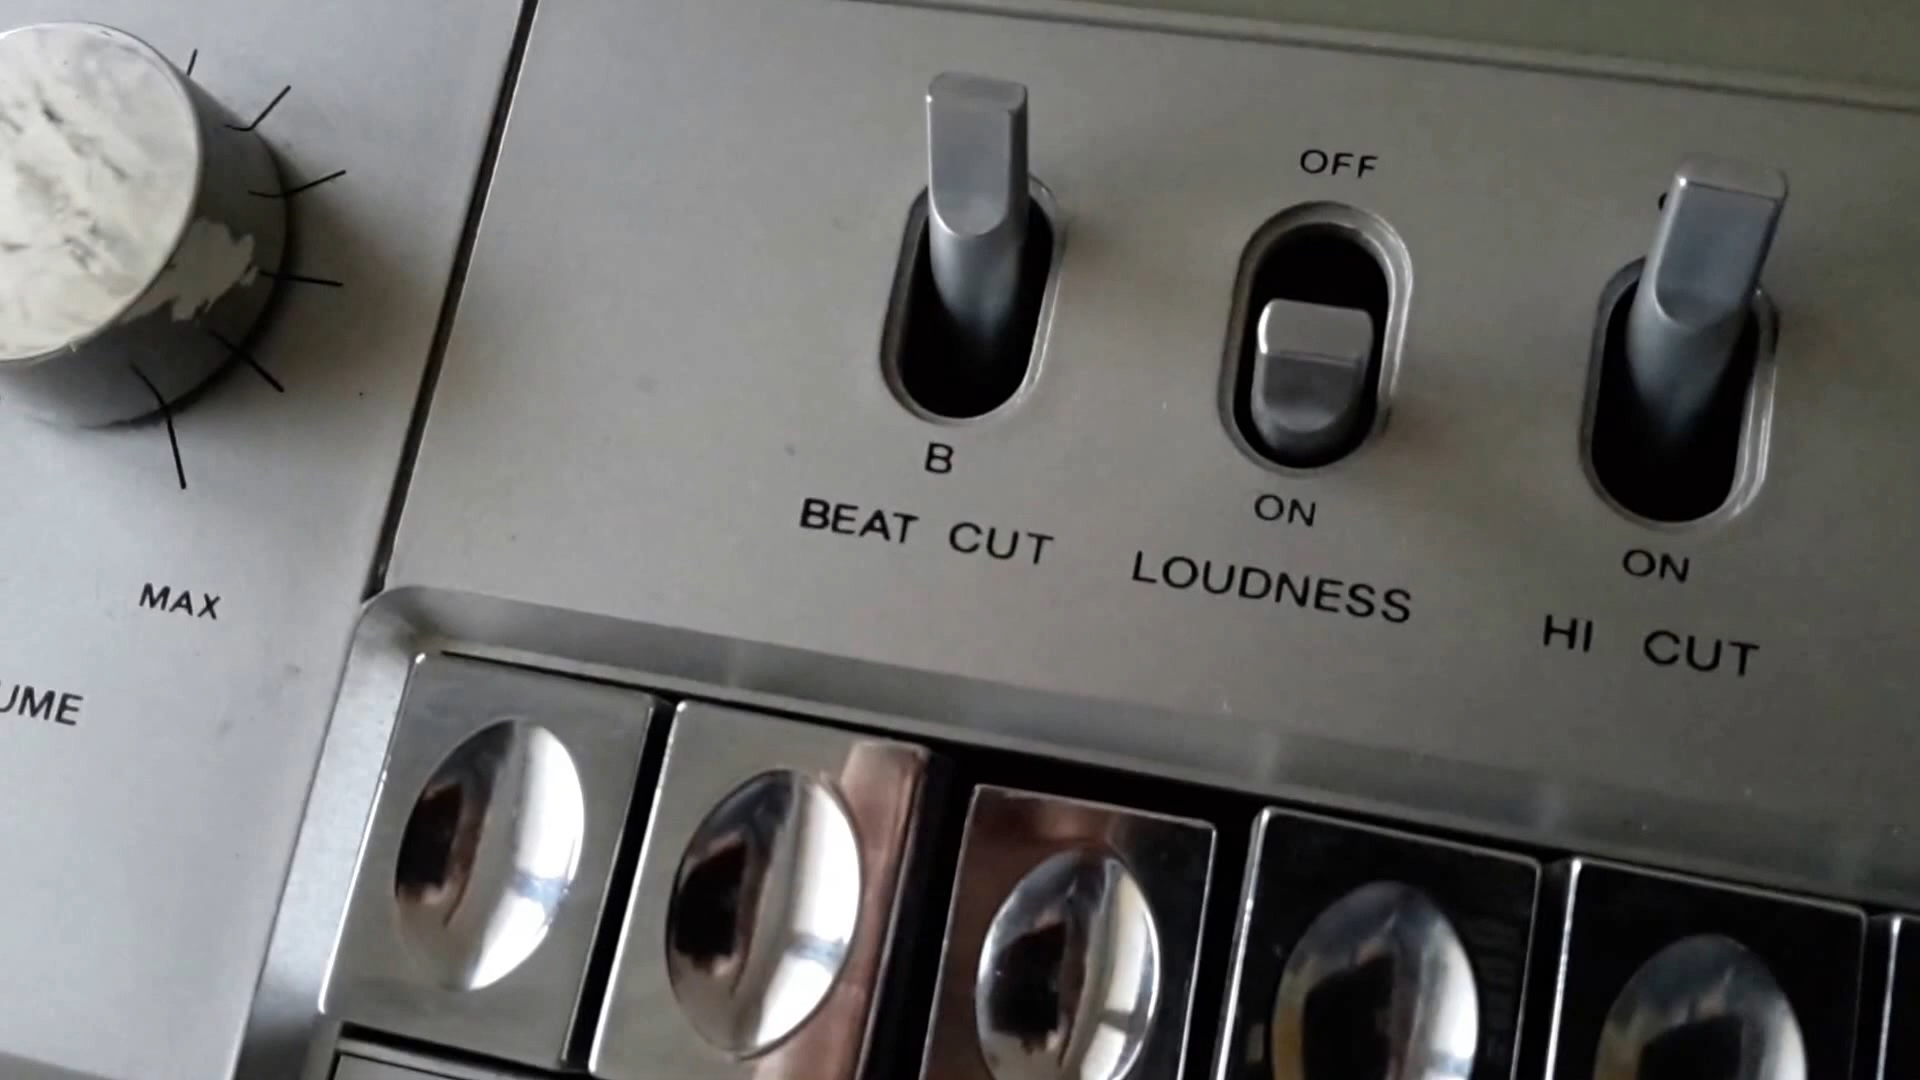 OFF
B
ON
ON
BEAT CUT
LOUDNESS
HI CUT
MAX
UME